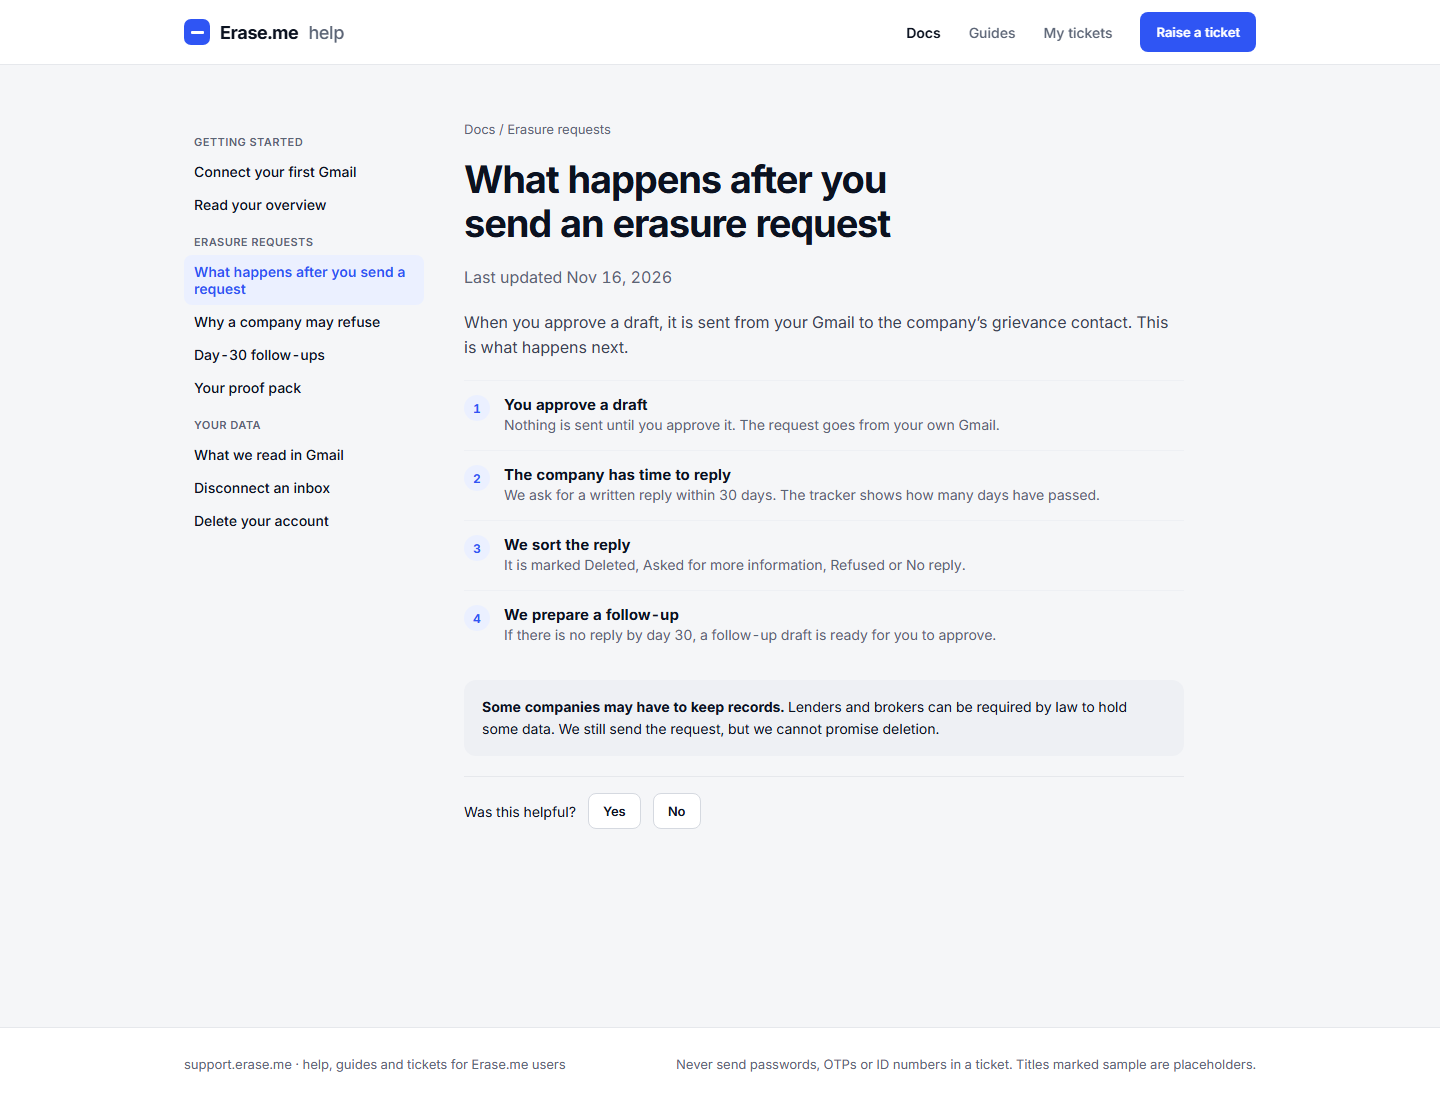 Erase.me help
Docs
Guides
My tickets
Raise a ticket
GETTING STARTED
Connect your first Gmail
Read your overview
ERASURE REQUESTS
What happens after you send a
request
Why a company may refuse
Day-30 follow-ups
Your proof pack
YOUR DATA
What we read in Gmail
Disconnect an inbox
Delete your account
Docs / Erasure requests
What happens after you
send an erasure request
Last updated Nov 16, 2026
When you approve a draft, it is sent from your Gmail to the company’s grievance contact. This
is what happens next.
1
You approve a draft
Nothing is sent until you approve it. The request goes from your own Gmail.
2
The company has time to reply
We ask for a written reply within 30 days. The tracker shows how many days have passed.
3
We sort the reply
It is marked Deleted, Asked for more information, Refused or No reply.
4
We prepare a follow-up
If there is no reply by day 30, a follow-up draft is ready for you to approve.
Some companies may have to keep records. Lenders and brokers can be required by law to hold
some data. We still send the request, but we cannot promise deletion.
Was this helpful?
Yes
No
support.erase.me · help, guides and tickets for Erase.me users
Never send passwords, OTPs or ID numbers in a ticket. Titles marked sample are placeholders.